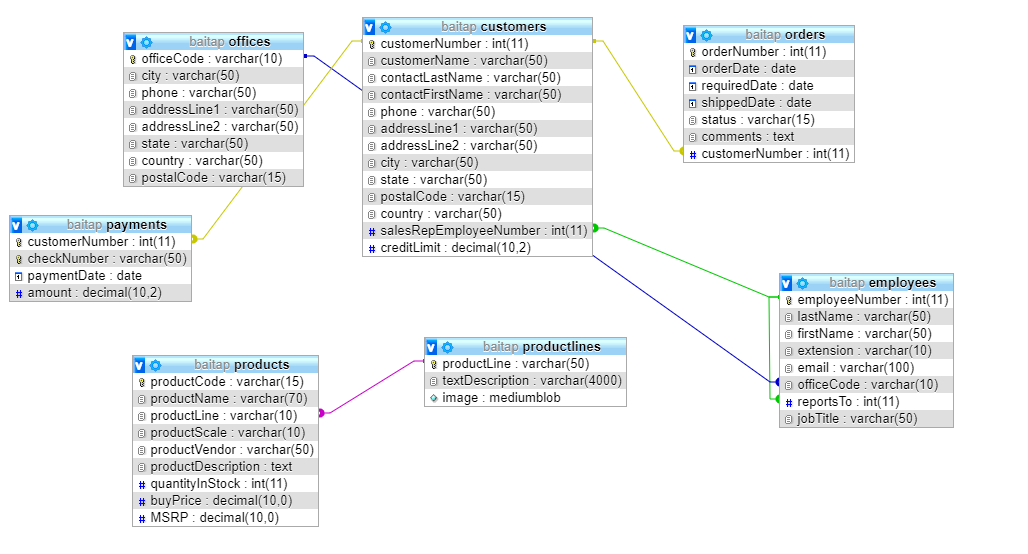 baitap offices
officeCode : varchar(10)
city : varchar(50)
phone : varchar(50)
addressLine1 : varchar(50)
addressLine2 : varchar(50)
state : varchar(50)
country : varchar(50)
postalCode : varchar(15)
baitap customers
customerNumber : int(11)
customerName : varchar(50)
contactLastName : varchar(50)
contactFirstName : varchar(50)
phone : varchar(50)
addressLine1 : varchar(50)
addressLine2 : varchar(50)
city : varchar(50)
state : varchar(50)
postalCode : varchar(15)
country : varchar(50)
# salesRepEmployeeNumber : int(11)
# creditLimit : decimal(10,2)
baitap orders
orderNumber : int(11)
orderDate : date
requiredDate : date
shippedDate : date
status : varchar(15)
comments : text
# customerNumber : int(11)
baitap payments
customerNumber : int(11)
checkNumber : varchar(50)
paymentDate : date
# amount : decimal(10,2)
baitap employees
employeeNumber : int(11)
lastName : varchar(50)
firstName : varchar(50)
extension : varchar(10)
email : varchar(100)
officeCode : varchar(10)
# reportsTo : int(11)
jobTitle : varchar(50)
baitap products
productCode : varchar(15)
productName : varchar(70)
productLine : varchar(10)
productScale : varchar(10)
productVendor : varchar(50)
productDescription : text
# quantityInStock : int(11)
# buyPrice : decimal(10,0)
# MSRP : decimal(10,0)
baitap productlines
productLine : varchar(50)
textDescription : varchar(4000)
image : mediumblob